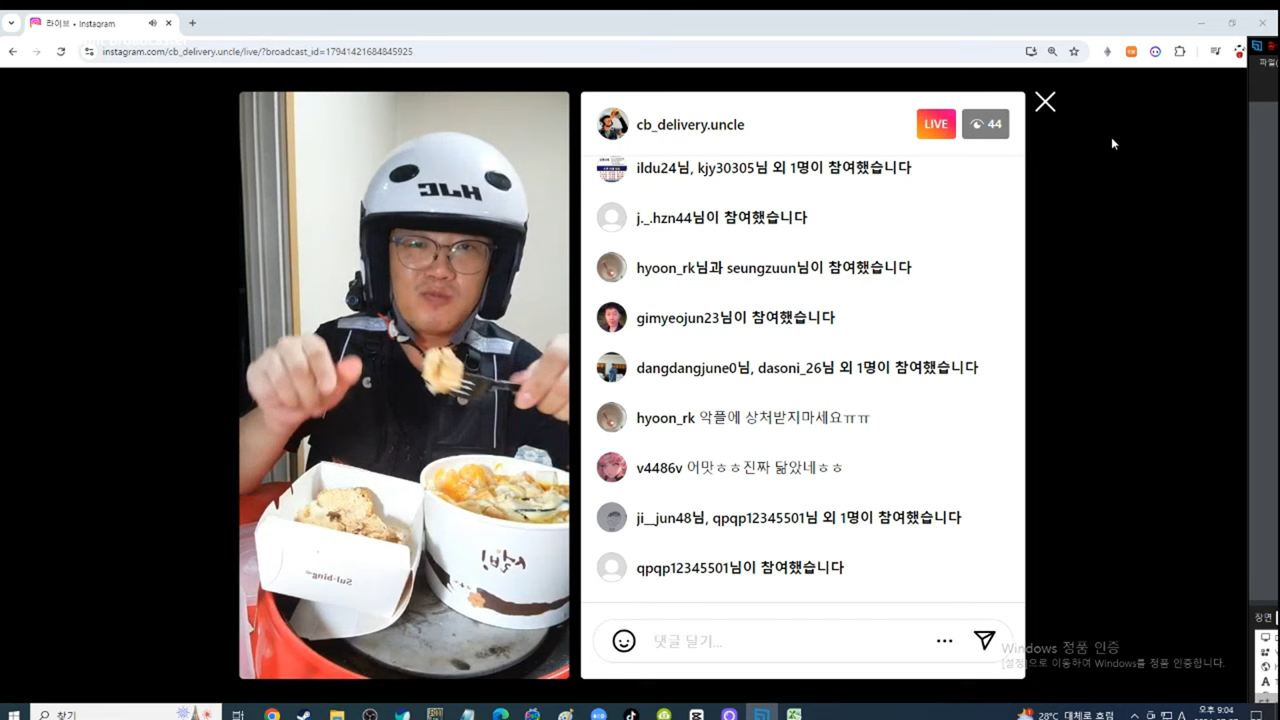 라이브 • Instagram
instagram.com/cb_delivery.uncle/live/?broadcast_id=17941421684845925
파일(
HJC
설빙
Sul·bing
cb_delivery.uncle
LIVE
44
ildu24님, kjy30305님 외 1명이 참여했습니다
j._.hzn44님이 참여했습니다
hyoon_rk님과 seungzuun님이 참여했습니다
gimyeojun23님이 참여했습니다
dangdangjune0님, dasoni_26님 외 1명이 참여했습니다
hyoon_rk 악플에 상처받지마세요ㅠㅠ
v4486v 어맛ㅎㅎ진짜 닮았네ㅎㅎ
ji__jun48님, qpqp12345501님 외 1명이 참여했습니다
qpqp12345501님이 참여했습니다
댓글 달기...
장면
Windows 정품 인증
[설정]으로 이동하여 Windows를 정품 인증합니다.
찾기
28°C 대체로 흐림
오후 9:04